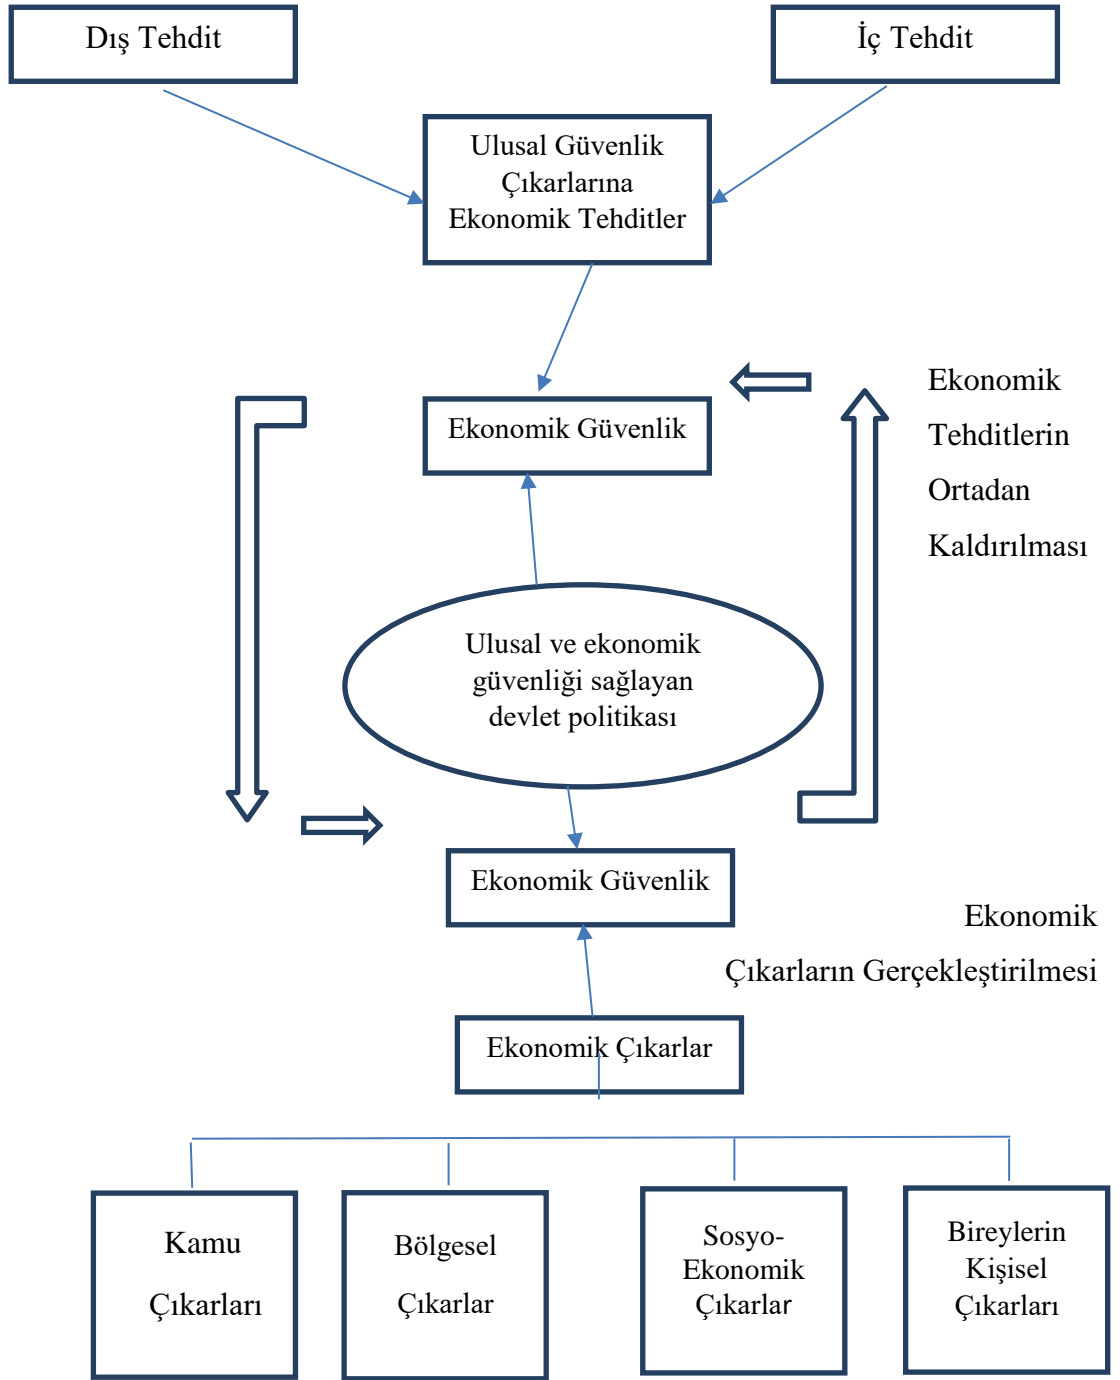 Dış Tehdit
İç Tehdit
Ulusal Güvenlik
Çıkarlarına
Ekonomik Tehditler
Ekonomik
Tehditlerin
Ortadan
Kaldırılması
Ekonomik Güvenlik
Ulusal ve ekonomik
güvenliği sağlayan
devlet politikası
Ekonomik Güvenlik
Ekonomik
Çıkarların Gerçekleştirilmesi
Ekonomik Çıkarlar
Kamu
Çıkarları
Bölgesel
Çıkarlar
Sosyo-
Ekonomik
Çıkarlar
Bireylerin
Kişisel
Çıkarları